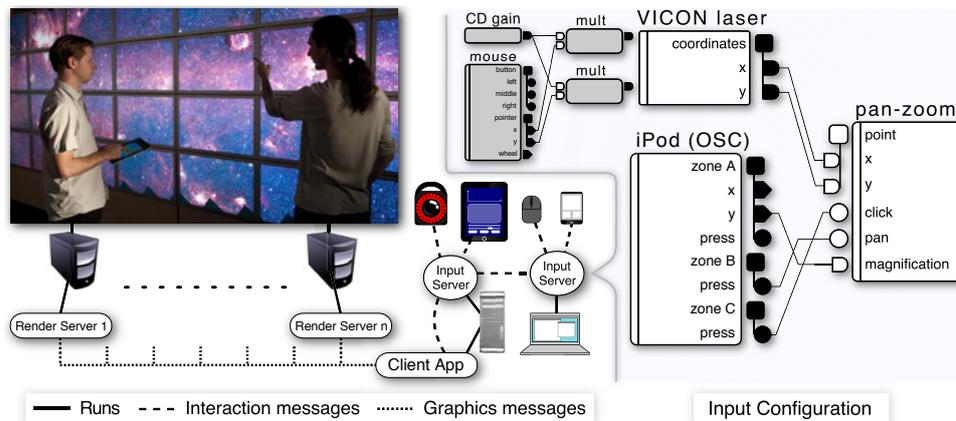 CD gain
mult
VICON laser
coordinates
x
y
mouse
button
left
middle
right
pointer
x
y
wheel
mult
pan-zoom
point
x
y
click
pan
magnification
iPod (OSC)
zone A
x
y
press
zone B
press
zone C
press
Input
Server
Input
Server
Render Server 1
Render Server n
Client App
Runs
Interaction messages
Graphics messages
Input Configuration